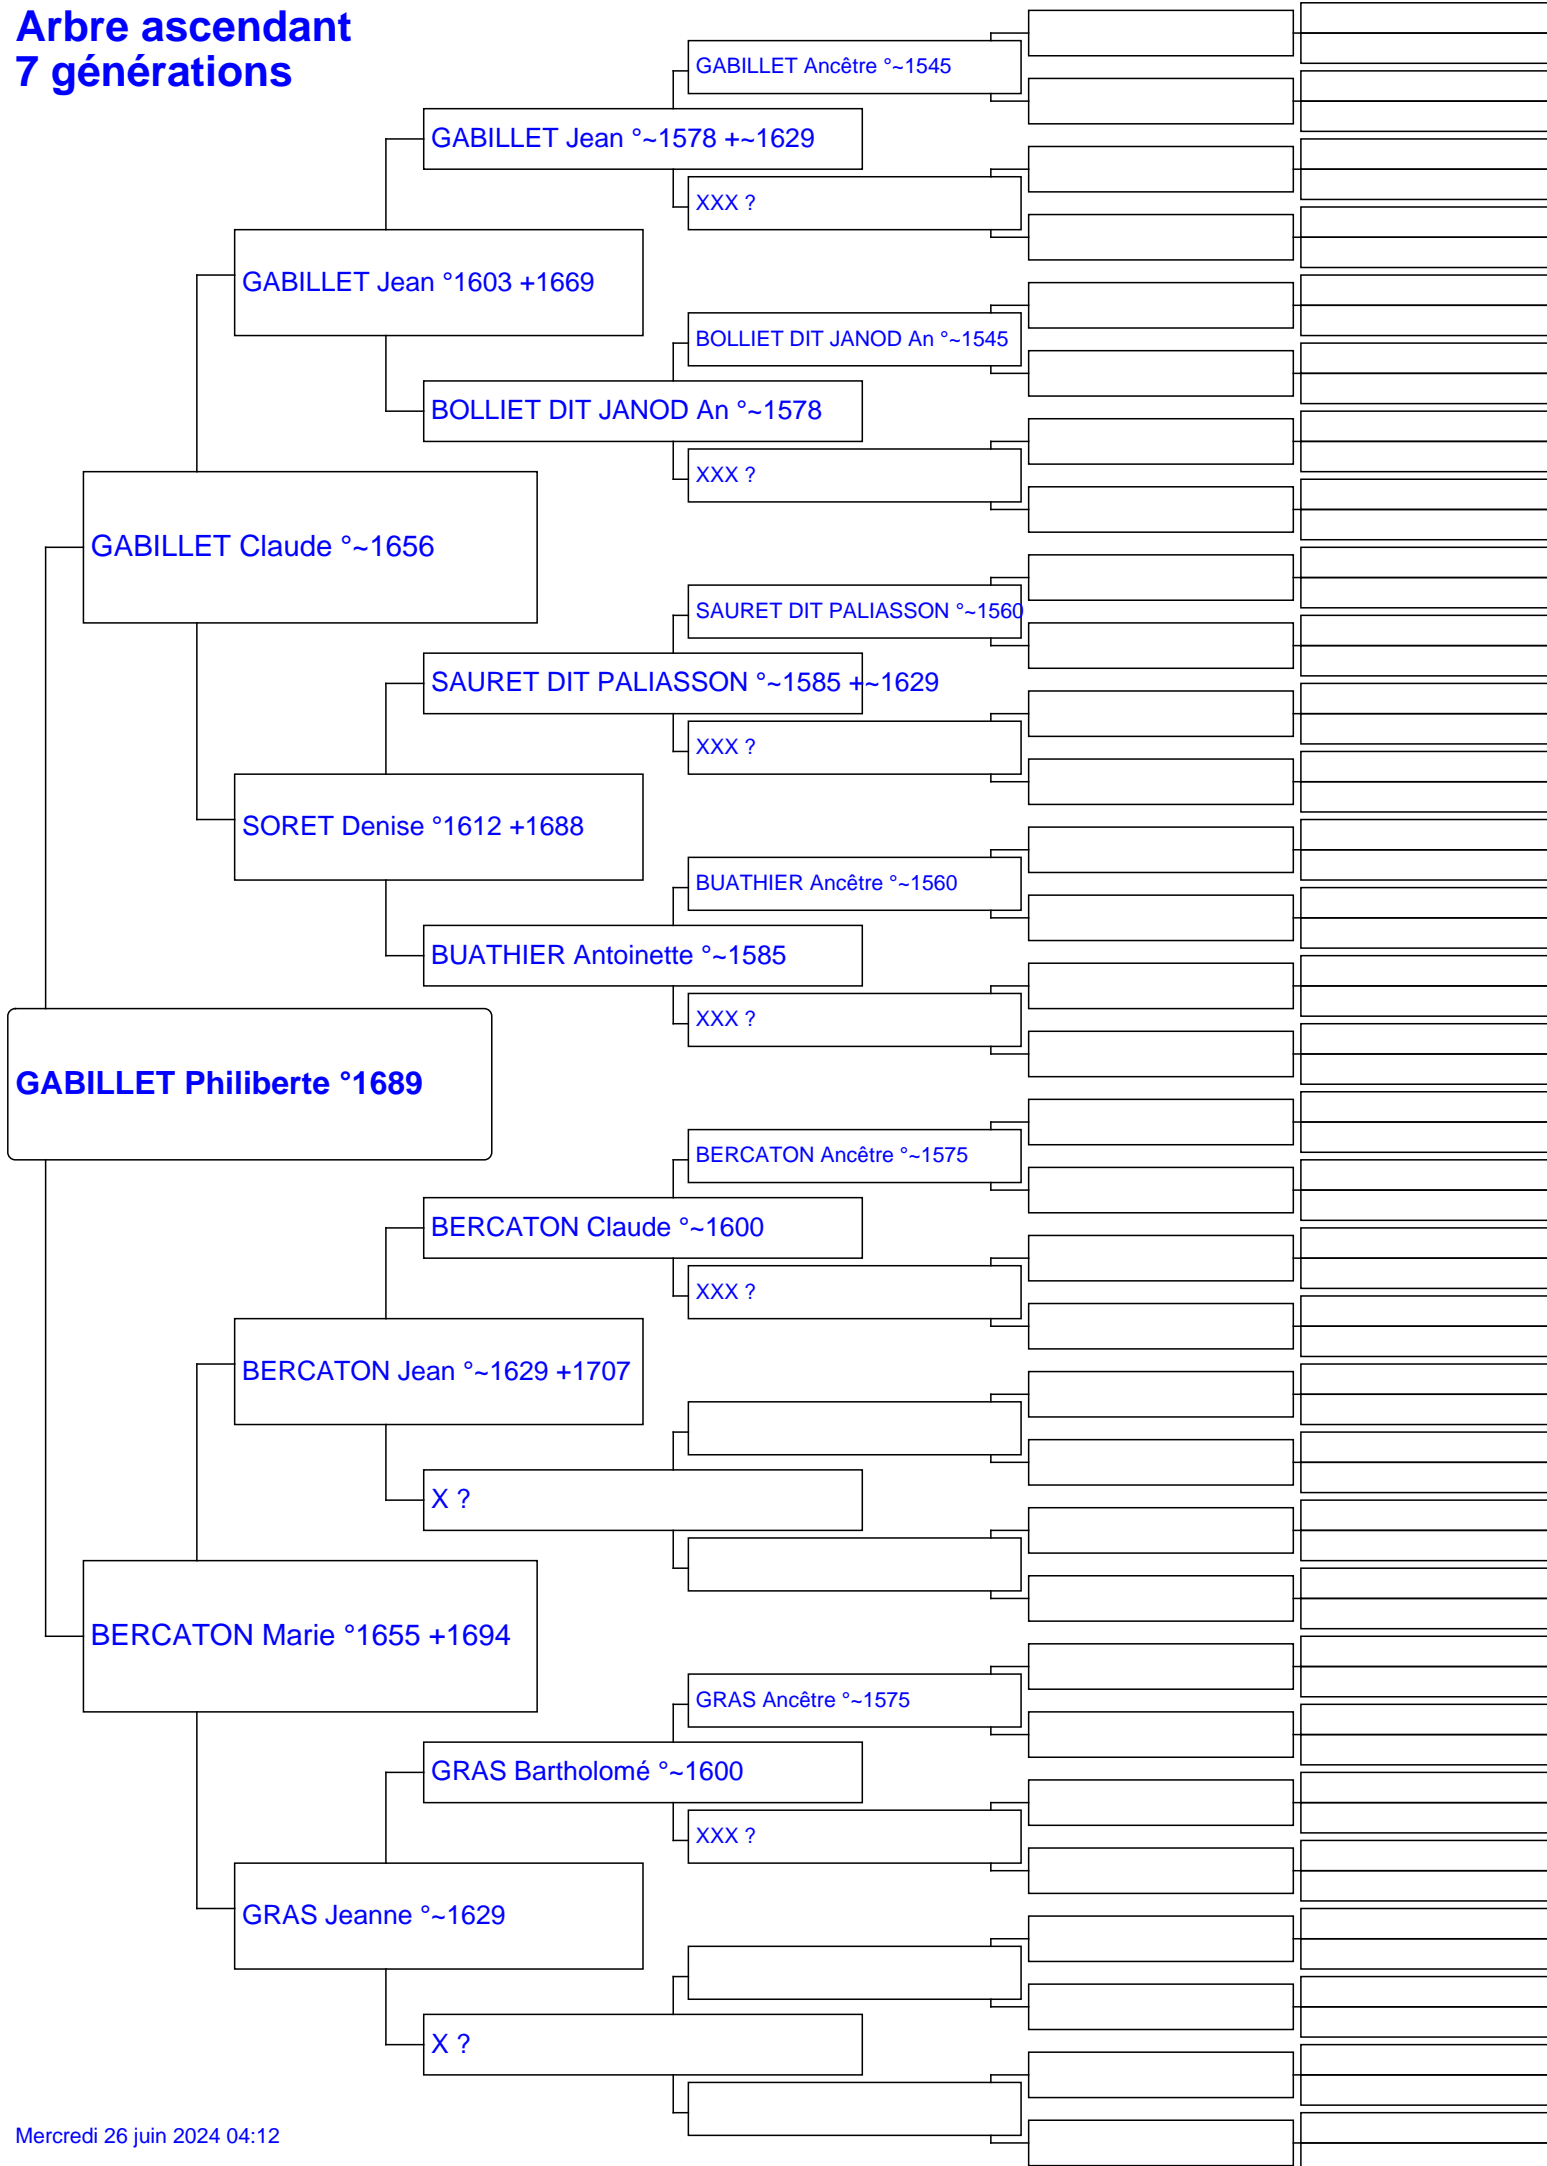 Arbre ascendant
7 générations
GABILLET Ancêtre °~1545
GABILLET Jean °~1578 +~1629
XXX ?
GABILLET Jean °1603 +1669
BOLLIET DIT JANOD An °~1545
BOLLIET DIT JANOD An °~1578
XXX ?
GABILLET Claude °~1656
SAURET DIT PALIASSON °~1560
SAURET DIT PALIASSON °~1585 +~1629
XXX ?
SORET Denise °1612 +1688
BUATHIER Ancêtre °~1560
BUATHIER Antoinette °~1585
XXX ?
GABILLET Philiberte °1689
BERCATON Ancêtre °~1575
BERCATON Claude °~1600
XXX ?
BERCATON Jean °~1629 +1707
X ?
BERCATON Marie °1655 +1694
GRAS Ancêtre °~1575
GRAS Bartholomé °~1600
XXX ?
GRAS Jeanne °~1629
X ?
Mercredi 26 juin 2024 04:12